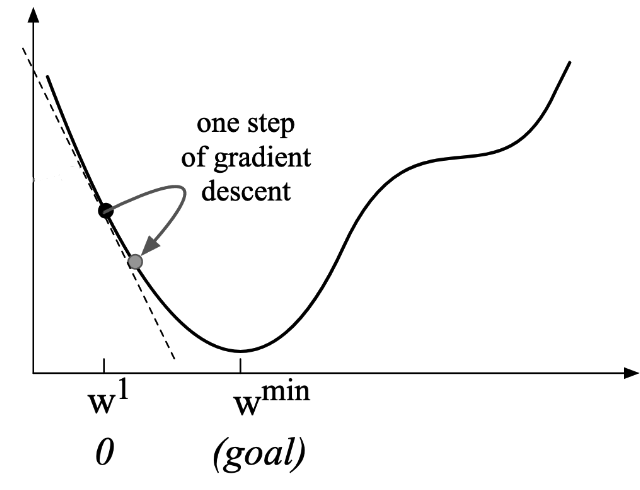 one step
of gradient
descent
w¹ wᵐⁱⁿ
0 (goal)